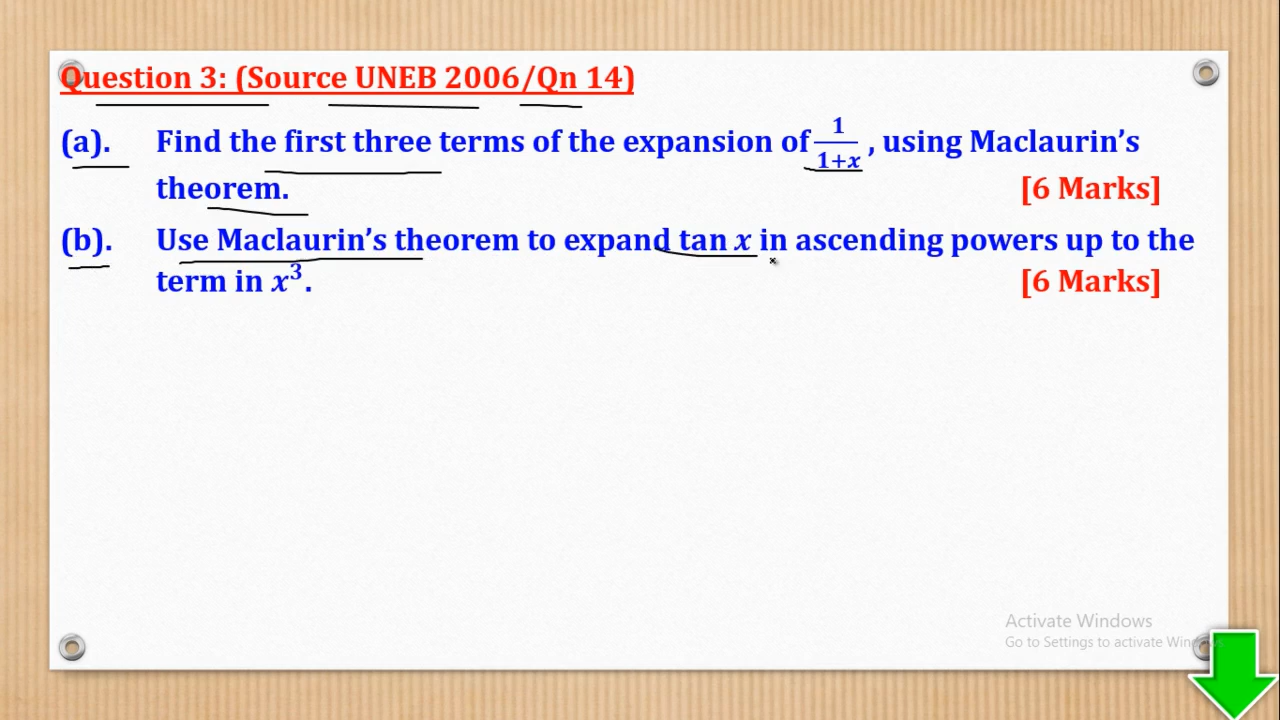 Question 3: (Source UNEB 2006/Qn 14)
(a). Find the first three terms of the expansion of 1/(1+x) , using Maclaurin’s
theorem. [6 Marks]
(b). Use Maclaurin’s theorem to expand tan x in ascending powers up to the
term in x³. [6 Marks]
Activate Windows
Go to Settings to activate Windows